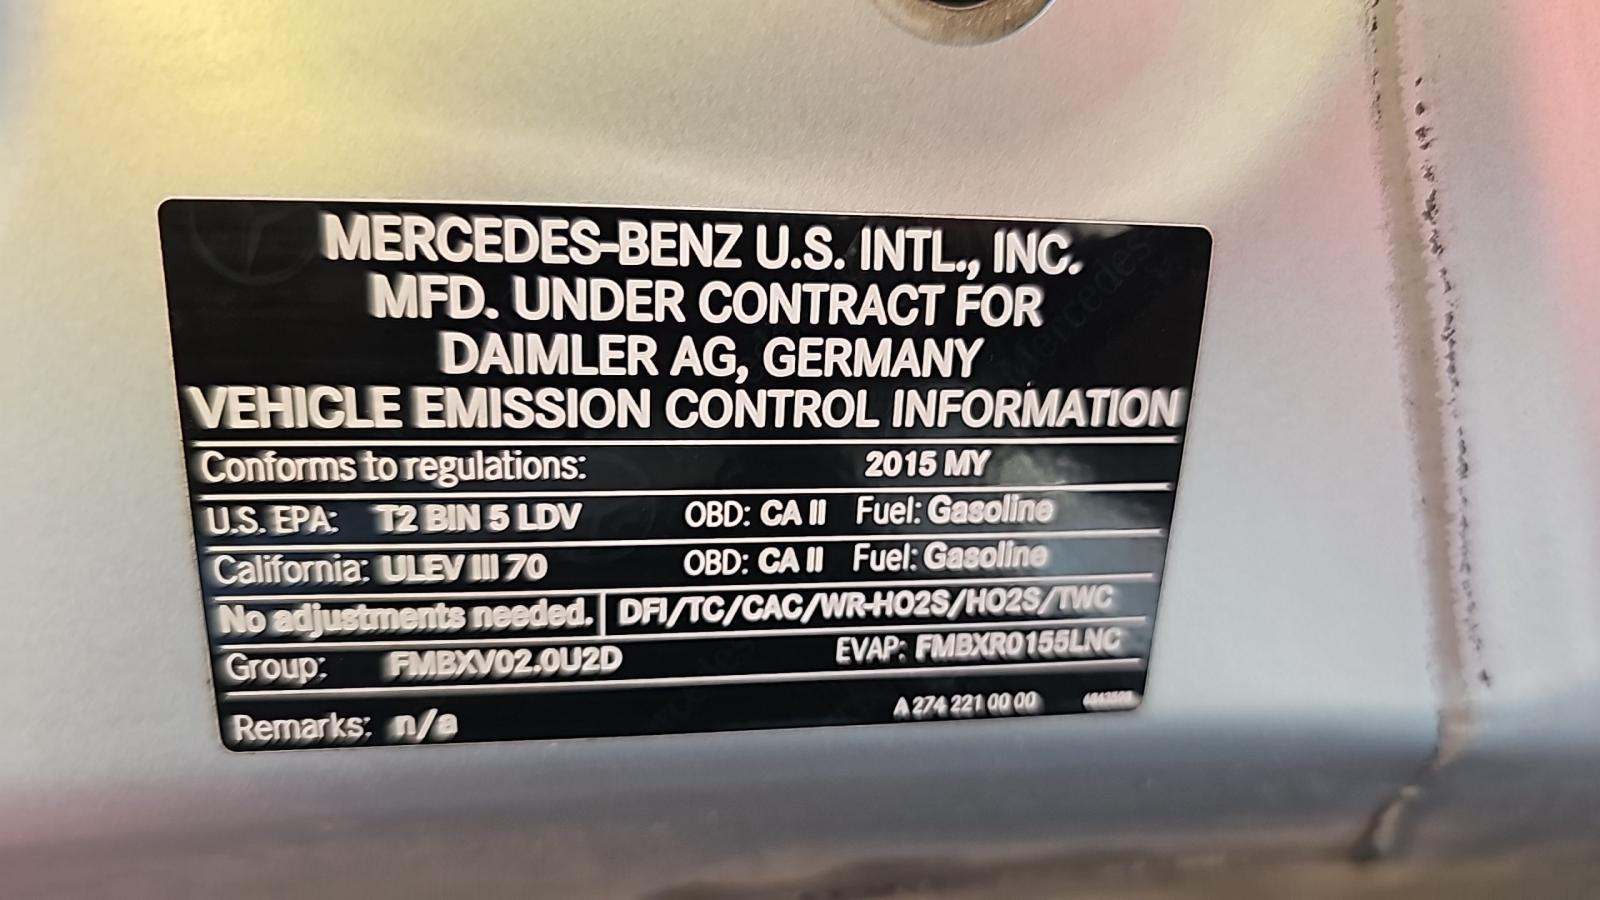 MERCEDES-BENZ U.S. INTL., INC.
MFD. UNDER CONTRACT FOR
DAIMLER AG, GERMANY
VEHICLE EMISSION CONTROL INFORMATION
Conforms to regulations: 2015 MY
U.S. EPA: T2 BIN 5 LDV OBD: CA II Fuel: Gasoline
California: ULEV III 70 OBD: CA II Fuel: Gasoline
No adjustments needed. DFI/TC/CAC/WR-HO2S/HO2S/TWC
Group: FMBXV02.0U2D EVAP: FMBXR0155LNC
Remarks: n/a A 274 221 00 00